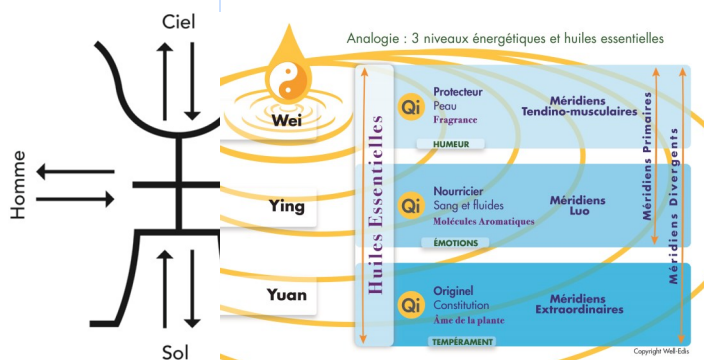 Ciel
Homme
Sol
Analogie : 3 niveaux énergétiques et huiles essentielles
Wei
Ying
Yuan
Huiles Essentielles
Qi
Protecteur
Peau
Fragrance
HUMEUR
Méridiens
Tendino-musculaires
Qi
Nourricier
Sang et fluides
Molécules Aromatiques
ÉMOTIONS
Méridiens
Luo
Qi
Originel
Constitution
Âme de la plante
TEMPÉRAMENT
Méridiens
Extraordinaires
Méridiens Primaires
Méridiens Divergents
Copyright Well-Edis